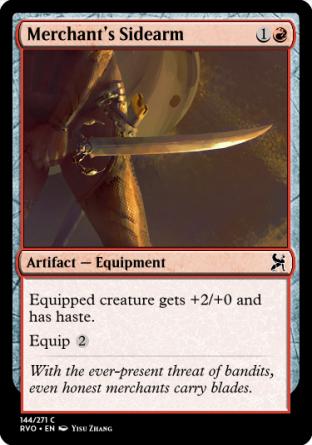 Merchant's Sidearm 1
Artifact — Equipment
Equipped creature gets +2/+0 and
has haste.
Equip 2
With the ever-present threat of bandits,
even honest merchants carry blades.
144/271 C
RVO • EN Yisu Zhang